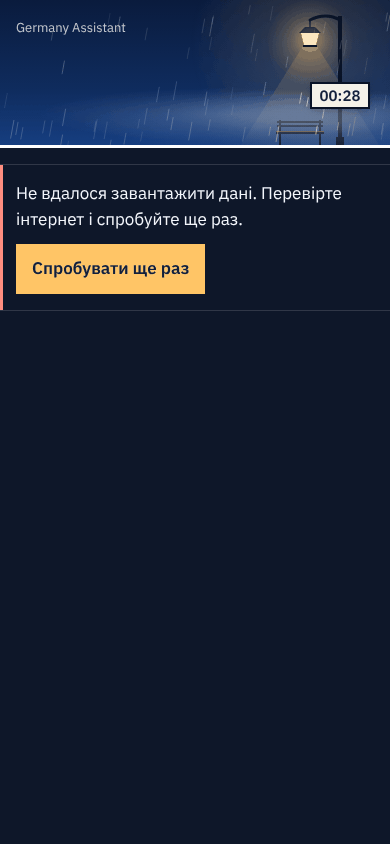 Germany Assistant
00:28
Не вдалося завантажити дані. Перевірте
інтернет і спробуйте ще раз.
Спробувати ще раз